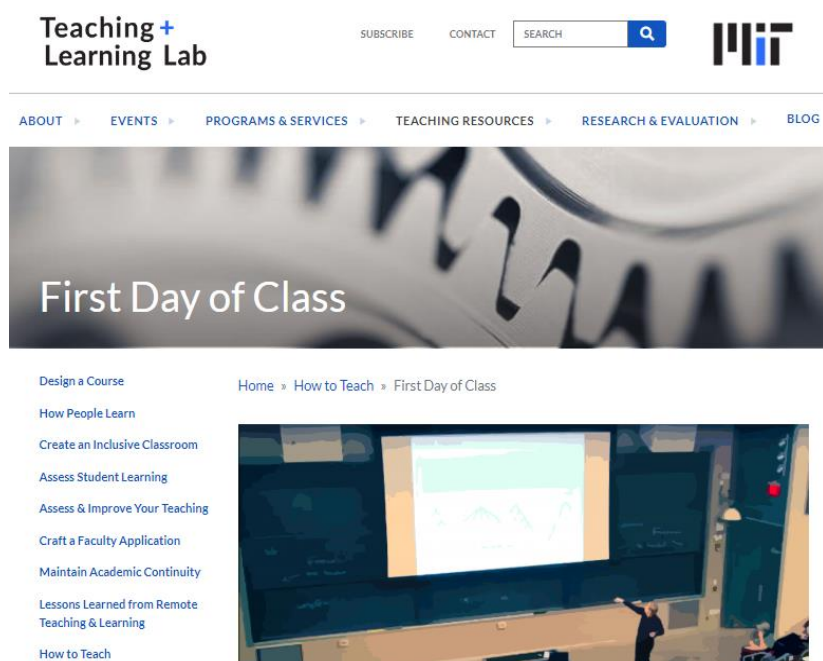 Teaching +
Learning Lab
SUBSCRIBE CONTACT SEARCH
MIT
ABOUT EVENTS PROGRAMS & SERVICES TEACHING RESOURCES RESEARCH & EVALUATION BLOG
First Day of Class
Home » How to Teach » First Day of Class
Design a Course
How People Learn
Create an Inclusive Classroom
Assess Student Learning
Assess & Improve Your Teaching
Craft a Faculty Application
Maintain Academic Continuity
Lessons Learned from Remote
Teaching & Learning
How to Teach